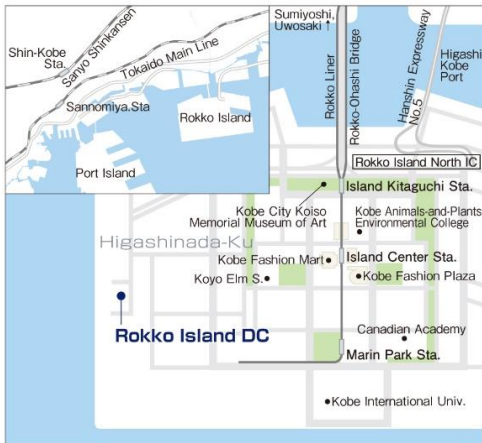 Shin-Kobe
Sta.
Sanyo Shinkansen
Tokaido Main Line
Sannomiya.Sta
Rokko Island
Port Island
Sumiyoshi,
Uwosaki ↑
Rokko Liner
Rokko-Ohashi Bridge
Hanshin Expressway
No.5
Higashi
Kobe
Port
Rokko Island North IC
Island Kitaguchi Sta.
Kobe City Koiso
Memorial Museum of Art
Kobe Animals-and-Plants
Environmental College
Higashinada-Ku
Kobe Fashion Mart
Island Center Sta.
Koyo Elm S.
Kobe Fashion Plaza
Rokko Island DC
Canadian Academy
Marin Park Sta.
Kobe International Univ.